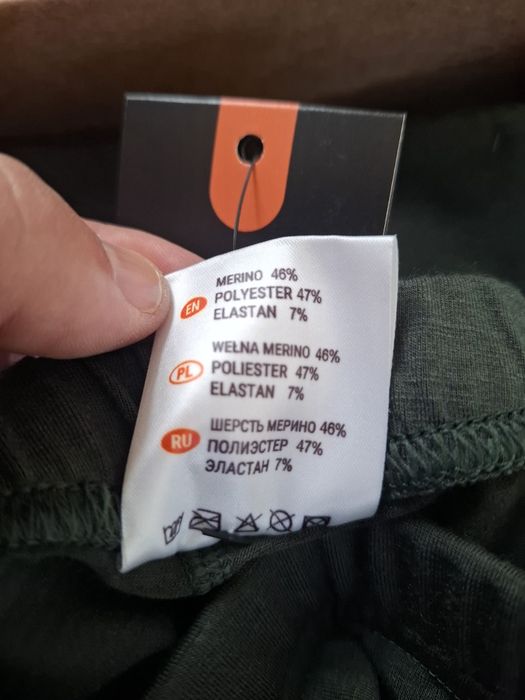 MERINO 46%
EN POLYESTER 47%
ELASTAN 7%
WEŁNA MERINO 46%
PL POLIESTER 47%
ELASTAN 7%
ШЕРСТЬ МЕРИНО 46%
RU ПОЛИЭСТЕР 47%
ЭЛАСТАН 7%